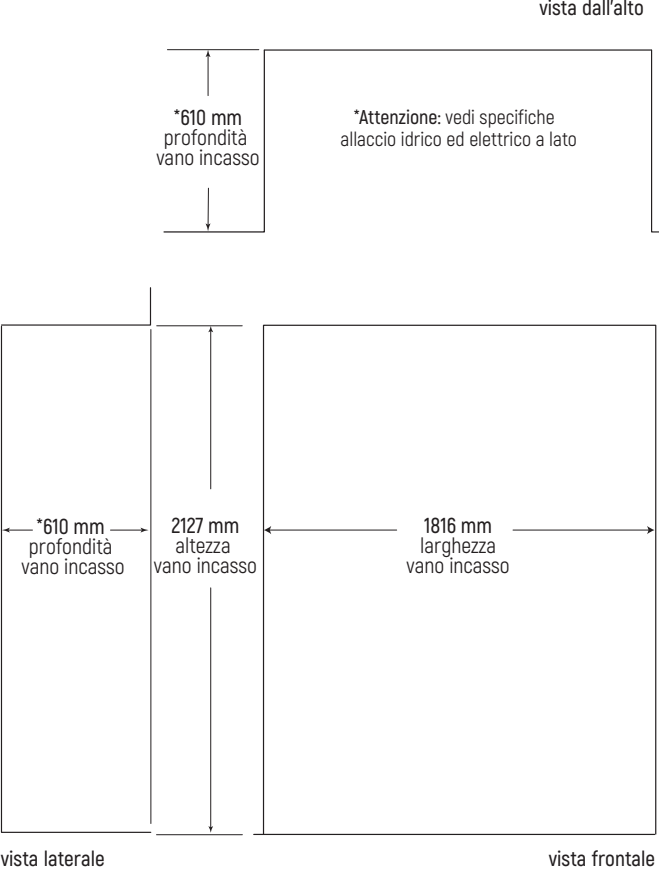 vista dall'alto
*610 mm
profondità
vano incasso
*Attenzione: vedi specifiche
allaccio idrico ed elettrico a lato
*610 mm
profondità
vano incasso
2127 mm
altezza
vano incasso
1816 mm
larghezza
vano incasso
vista laterale
vista frontale